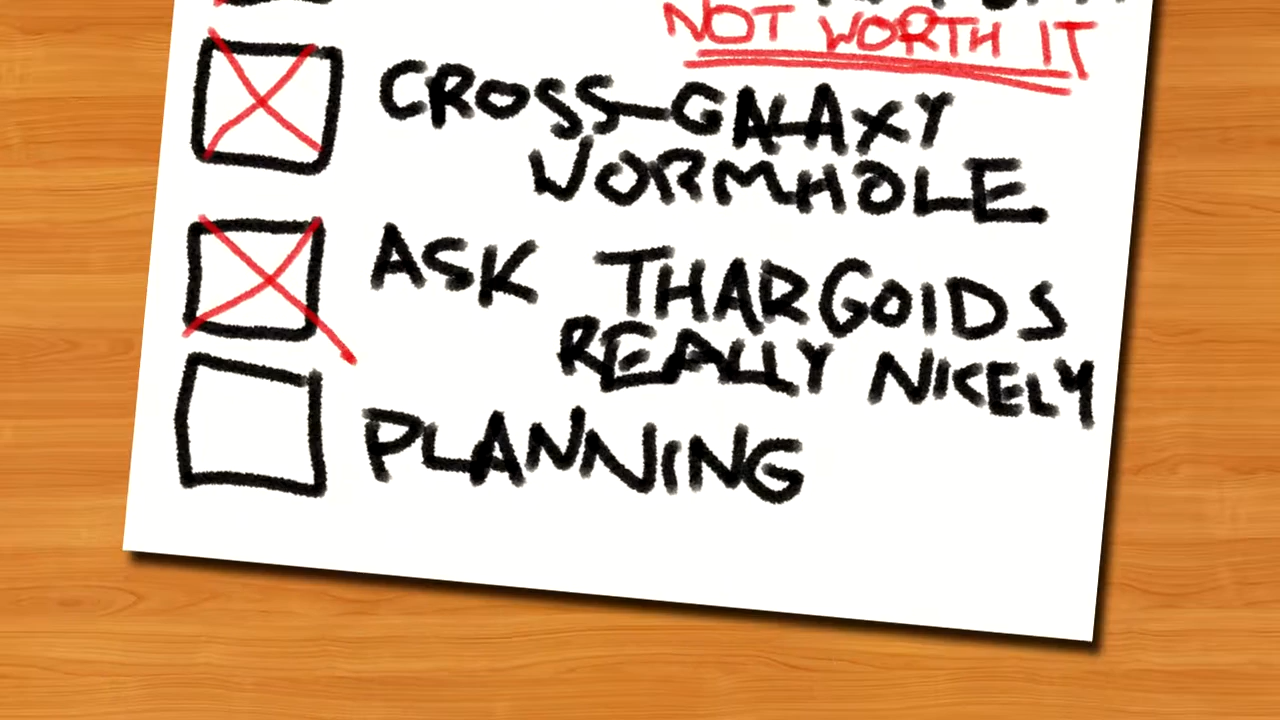 NOT WORTH IT
CROSS-GALAXY
WORMHOLE
ASK THARGOIDS
REALLY NICELY
PLANNING